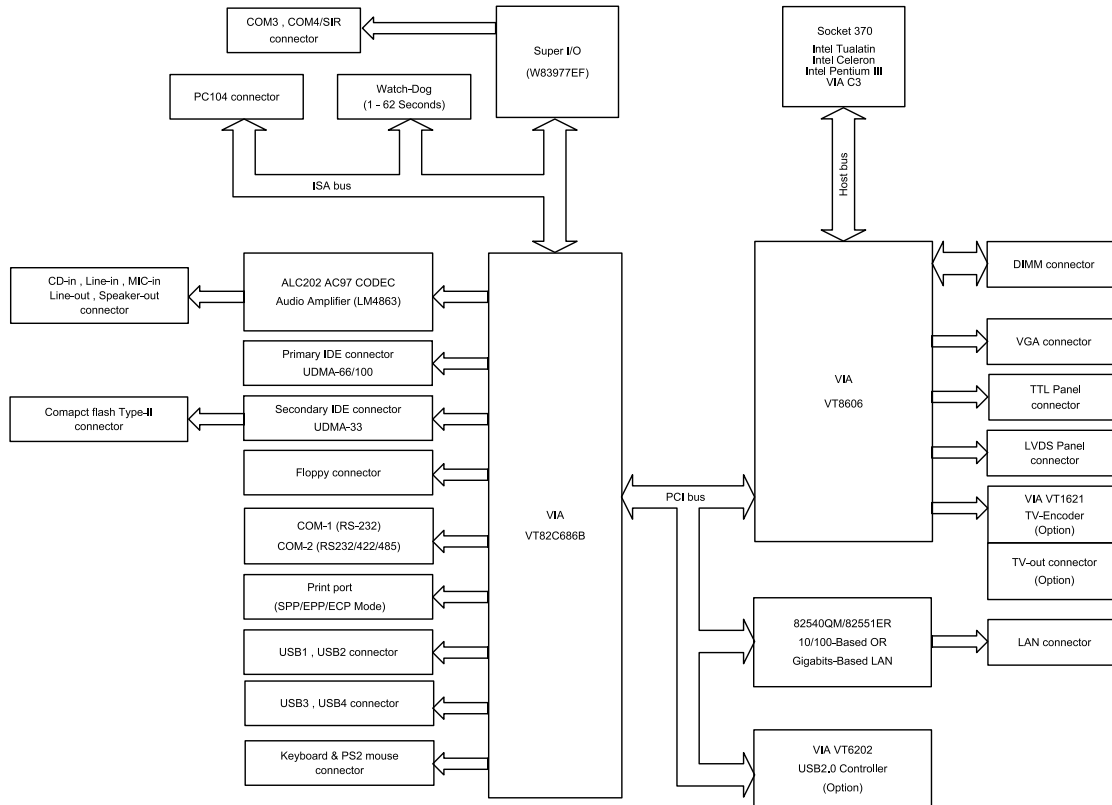 COM3 , COM4/SIR
connector
Super I/O
(W83977EF)
PC104 connector
Watch-Dog
(1 - 62 Seconds)
ISA bus
Socket 370
Intel Tualatin
Intel Celeron
Intel Pentium III
VIA C3
Host bus
CD-in , Line-in , MIC-in
Line-out , Speaker-out
connector
ALC202 AC97 CODEC
Audio Amplifier (LM4863)
Primary IDE connector
UDMA-66/100
Comapct flash Type-II
connector
Secondary IDE connector
UDMA-33
Floppy connector
COM-1 (RS-232)
COM-2 (RS232/422/485)
Print port
(SPP/EPP/ECP Mode)
USB1 , USB2 connector
USB3 , USB4 connector
Keyboard & PS2 mouse
connector
VIA
VT82C686B
PCI bus
VIA
VT8606
DIMM connector
VGA connector
TTL Panel
connector
LVDS Panel
connector
VIA VT1621
TV-Encoder
(Option)
TV-out connector
(Option)
82540QM/82551ER
10/100-Based OR
Gigabits-Based LAN
LAN connector
VIA VT6202
USB2.0 Controller
(Option)